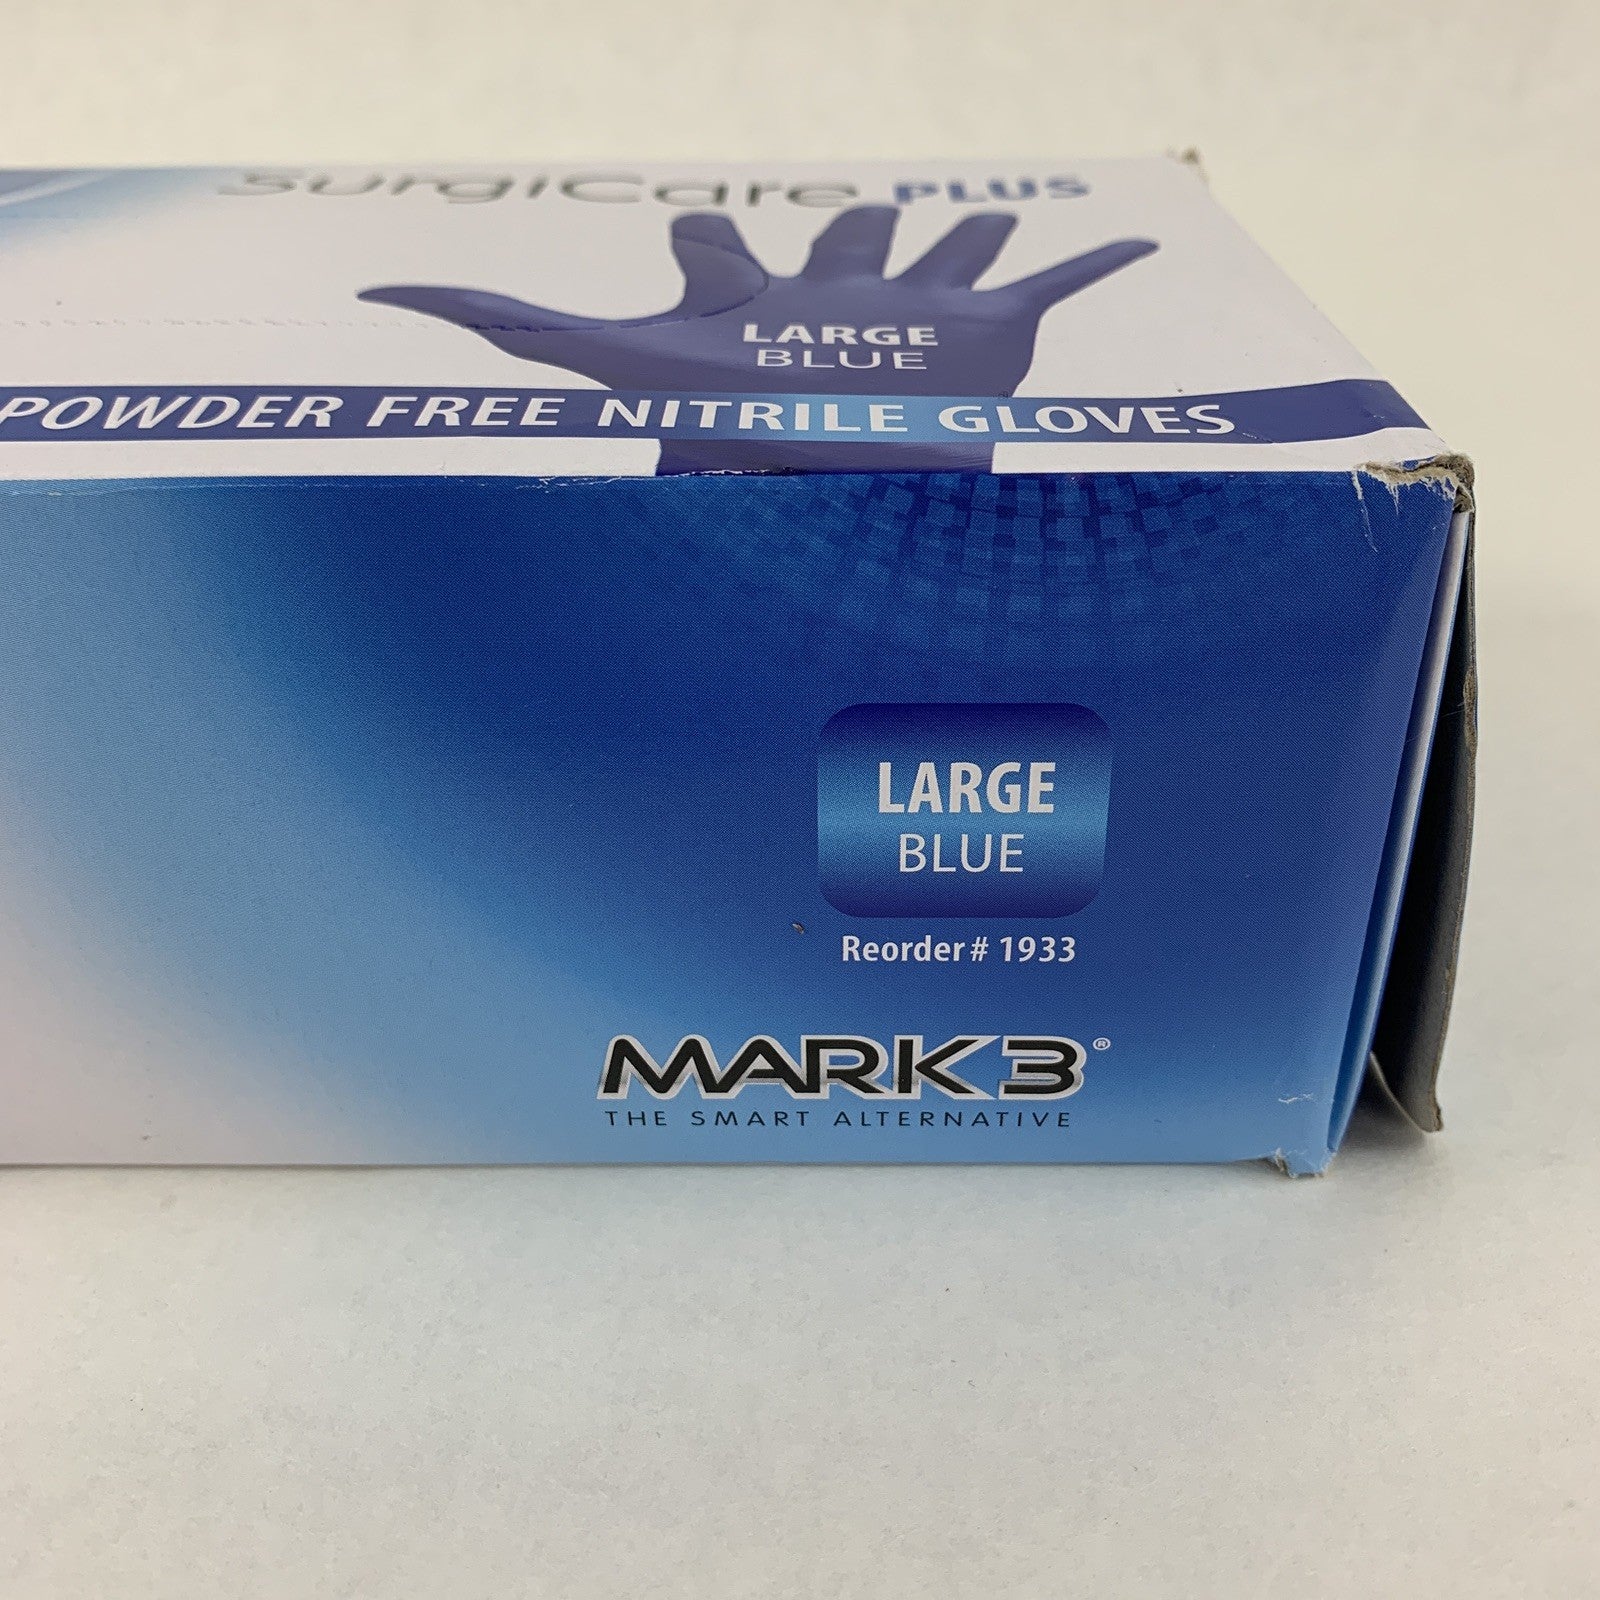 SurgiCare PLUS
LARGE
BLUE
POWDER FREE NITRILE GLOVES
LARGE
BLUE
Reorder # 1933
MARK3®
THE SMART ALTERNATIVE